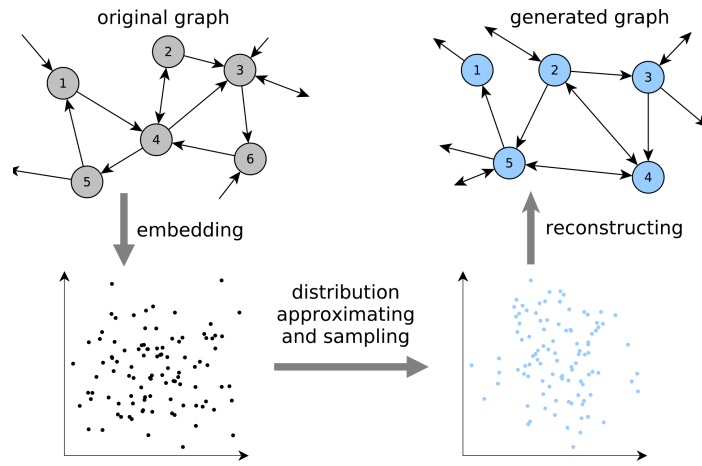 original graph
generated graph
1
2
3
4
5
6
1
2
3
4
5
embedding
reconstructing
distribution
approximating
and sampling